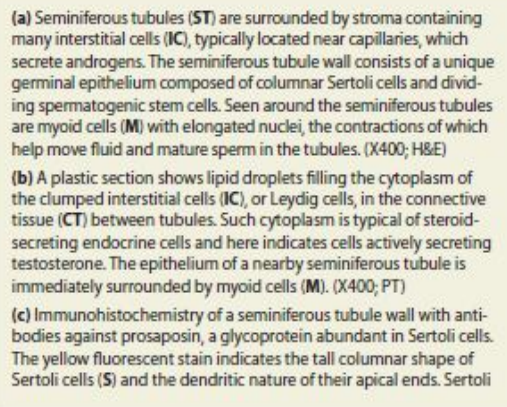 (a) Seminiferous tubules (ST) are surrounded by stroma containing
many interstitial cells (IC), typically located near capillaries, which
secrete androgens. The seminiferous tubule wall consists of a unique
germinal epithelium composed of columnar Sertoli cells and divid-
ing spermatogenic stem cells. Seen around the seminiferous tubules
are myoid cells (M) with elongated nuclei, the contractions of which
help move fluid and mature sperm in the tubules. (X400; H&E)
(b) A plastic section shows lipid droplets filling the cytoplasm of
the clumped interstitial cells (IC), or Leydig cells, in the connective
tissue (CT) between tubules. Such cytoplasm is typical of steroid-
secreting endocrine cells and here indicates cells actively secreting
testosterone. The epithelium of a nearby seminiferous tubule is
immediately surrounded by myoid cells (M). (X400; PT)
(c) Immunohistochemistry of a seminiferous tubule wall with anti-
bodies against prosaposin, a glycoprotein abundant in Sertoli cells.
The yellow fluorescent stain indicates the tall columnar shape of
Sertoli cells (S) and the dendritic nature of their apical ends. Sertoli